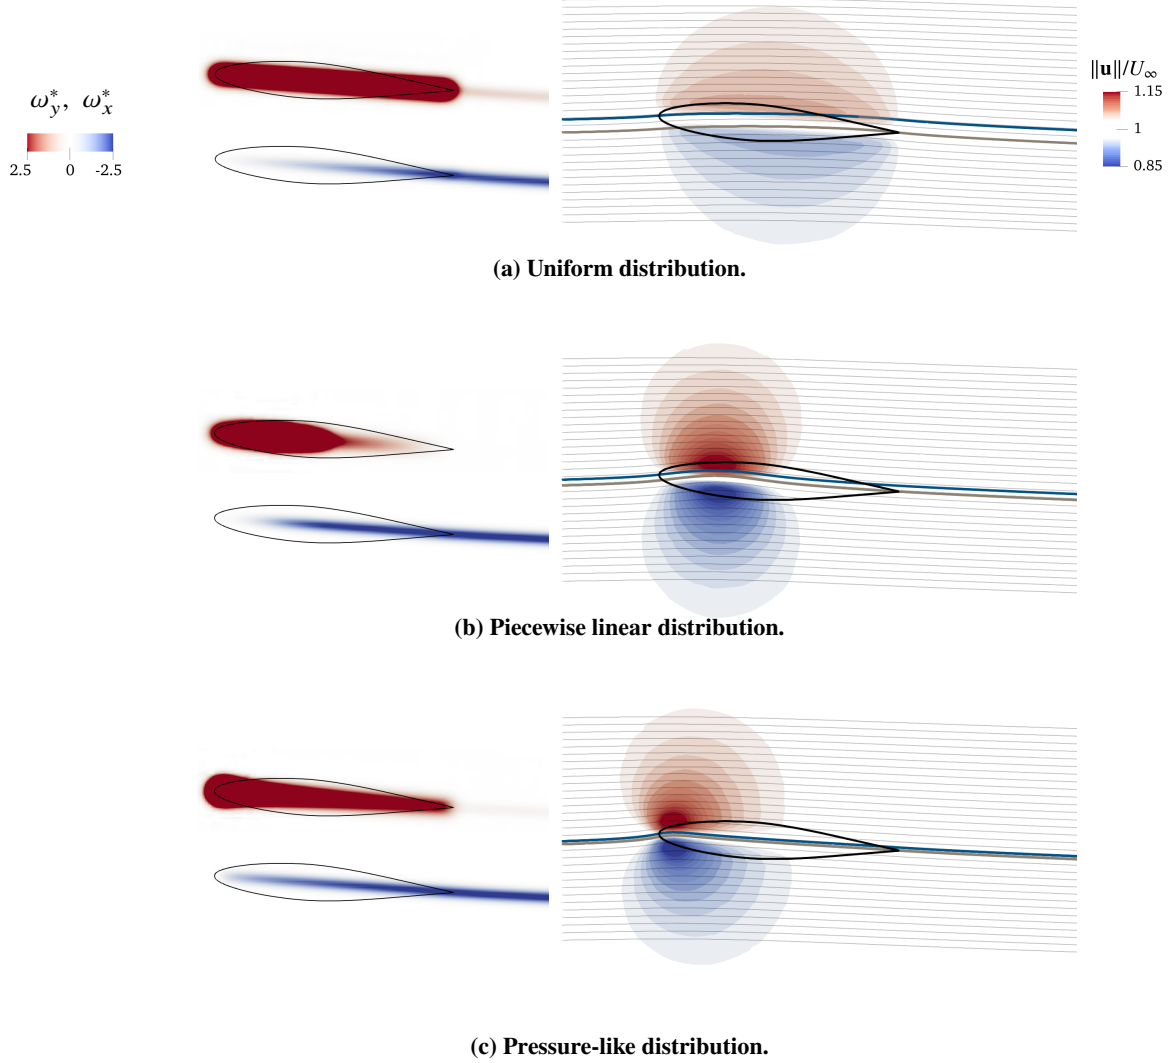 ω*y, ω*x
2.5 0 -2.5
‖u‖/U∞
1.15
1
0.85
(a) Uniform distribution.
(b) Piecewise linear distribution.
(c) Pressure-like distribution.